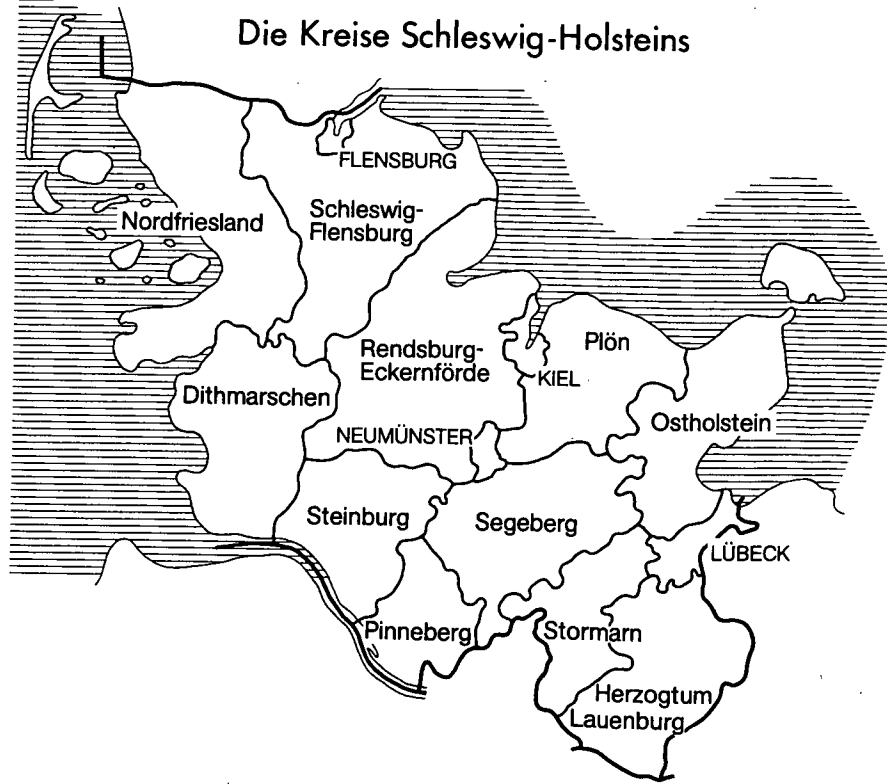 Die Kreise Schleswig-Holsteins
FLENSBURG
Nordfriesland
Schleswig-
Flensburg
Rendsburg-
Eckernförde
Plön
KIEL
Dithmarschen
Ostholstein
NEUMÜNSTER
Steinburg
Segeberg
LÜBECK
Pinneberg
Stormarn
Herzogtum
Lauenburg